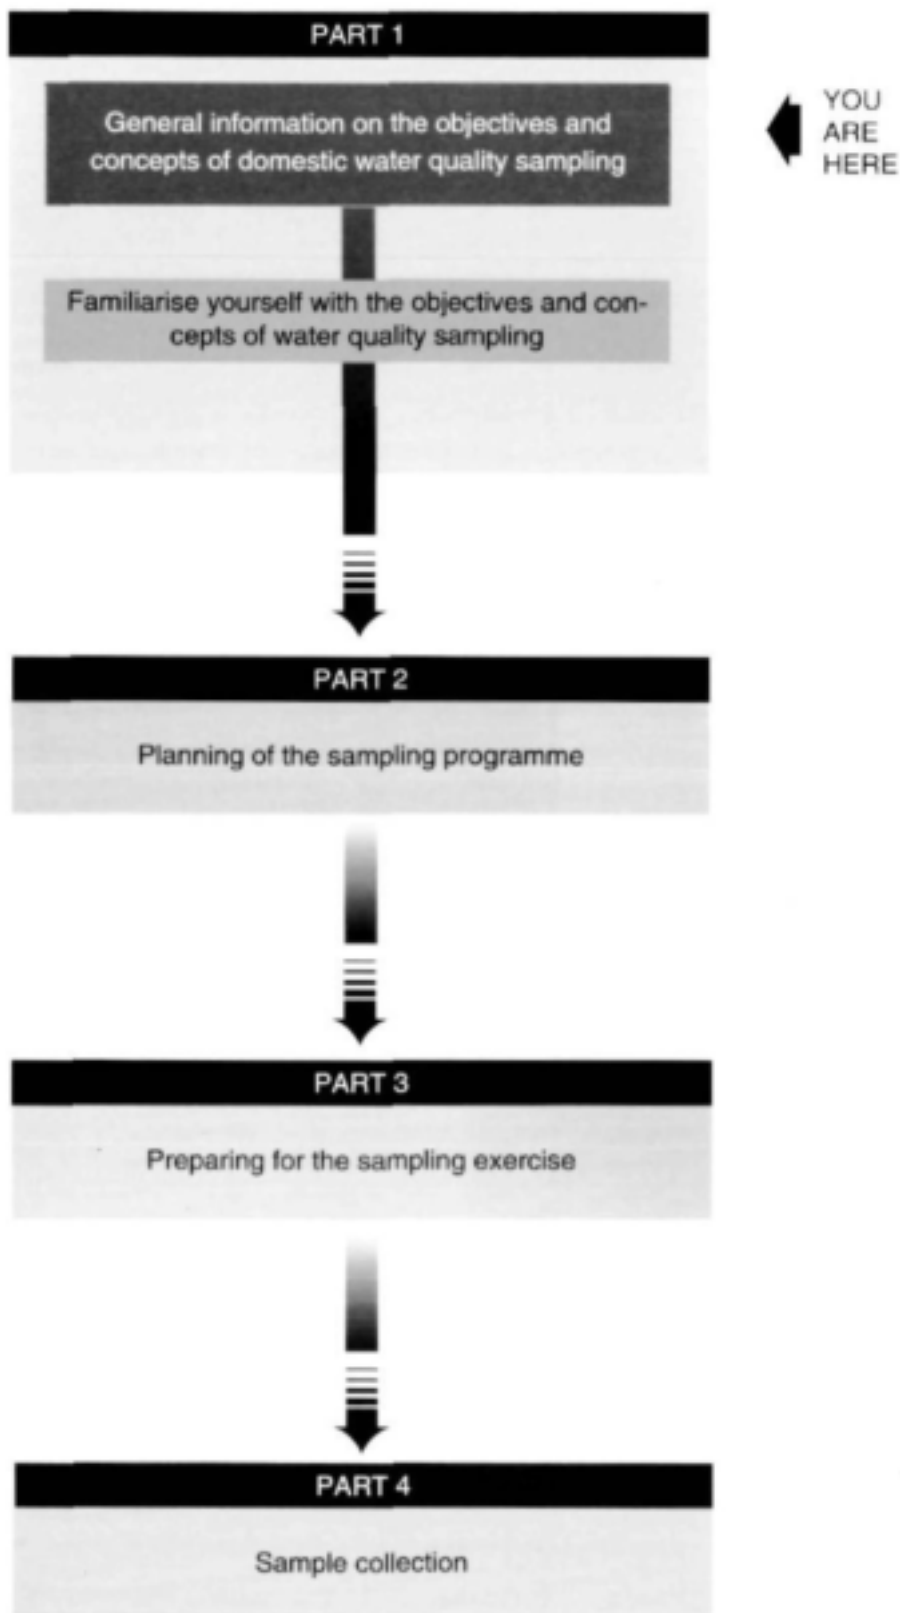 PART 1
General information on the objectives and
concepts of domestic water quality sampling
YOU
ARE
HERE
Familiarise yourself with the objectives and con-
cepts of water quality sampling
PART 2
Planning of the sampling programme
PART 3
Preparing for the sampling exercise
PART 4
Sample collection